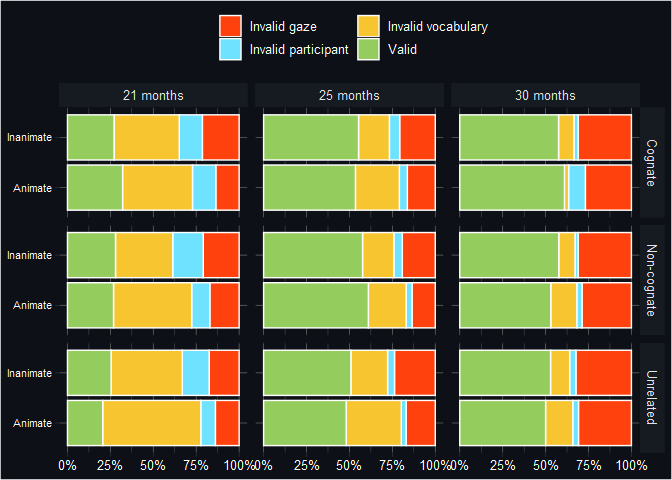 Invalid gaze Invalid vocabulary
Invalid participant Valid
21 months 25 months 30 months
Inanimate
Animate
Cognate
Inanimate
Animate
Non-cognate
Inanimate
Animate
Unrelated
0% 25% 50% 75% 100% 0% 25% 50% 75% 100% 0% 25% 50% 75% 100%